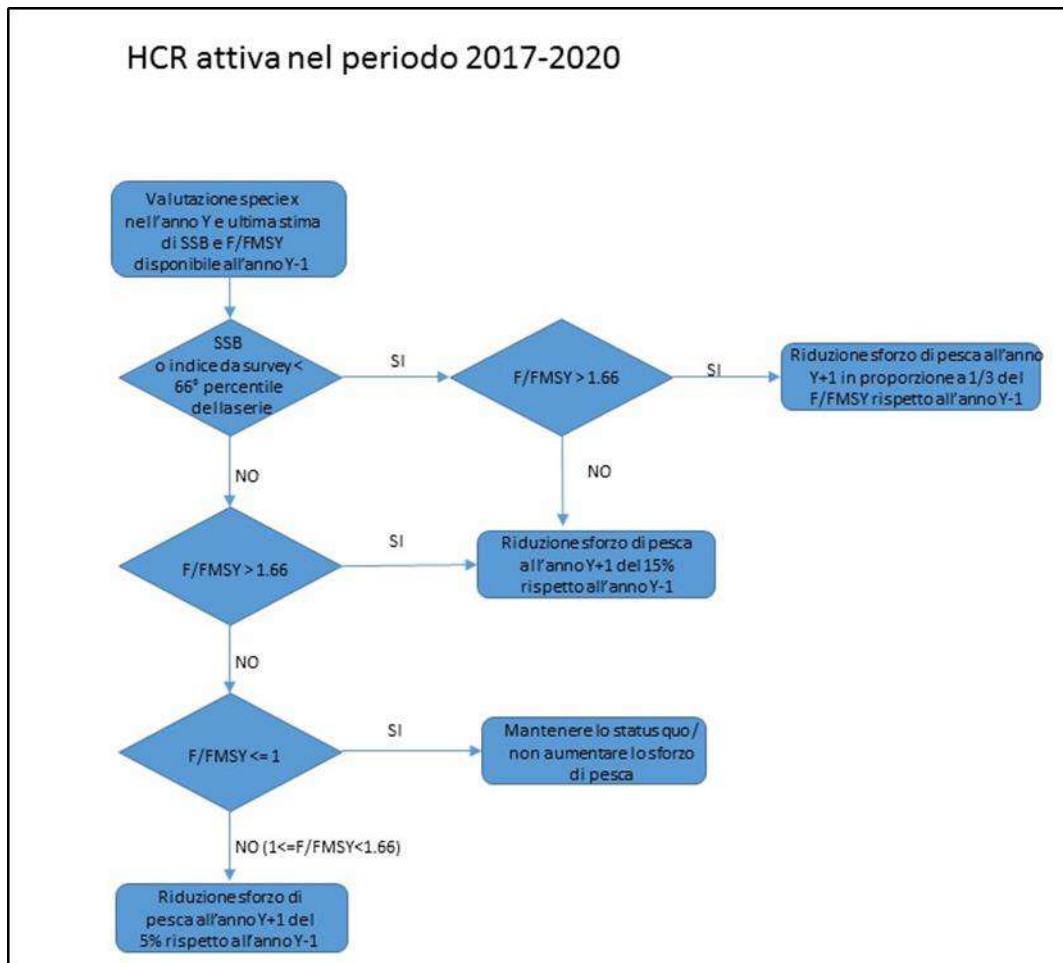 HCR attiva nel periodo 2017-2020
Valutazione specie x
nell'anno Y e ultima stima
di SSB e F/FMSY
disponibile all'anno Y-1
SSB
o indice da survey <
66° percentile
della serie
SI
F/FMSY > 1.66
SI
Riduzione sforzo di pesca all'anno
Y+1 in proporzione a 1/3 del
F/FMSY rispetto all'anno Y-1
NO
NO
F/FMSY > 1.66
SI
Riduzione sforzo di pesca
all'anno Y+1 del 15%
rispetto all'anno Y-1
NO
F/FMSY <= 1
SI
Mantenere lo status quo/
non aumentare lo sforzo
di pesca
NO (1<=F/FMSY<1.66)
Riduzione sforzo di
pesca all'anno Y+1 del
5% rispetto all'anno Y-1